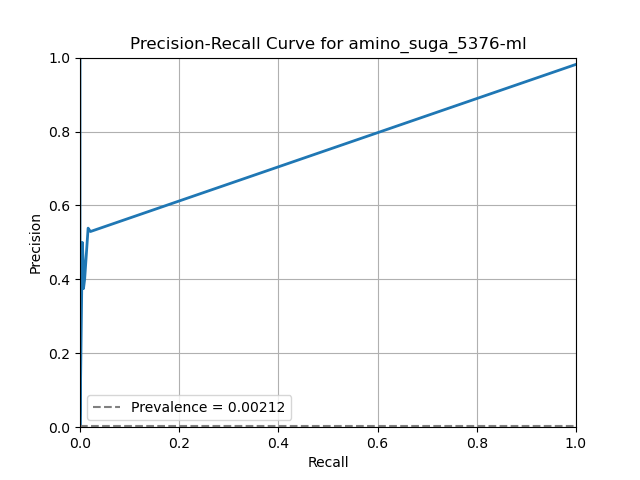 Precision-Recall Curve for amino_suga_5376-ml
1.0
0.8
0.6
0.4
0.2
0.0
Precision
Prevalence = 0.00212
0.0 0.2 0.4 0.6 0.8 1.0
Recall